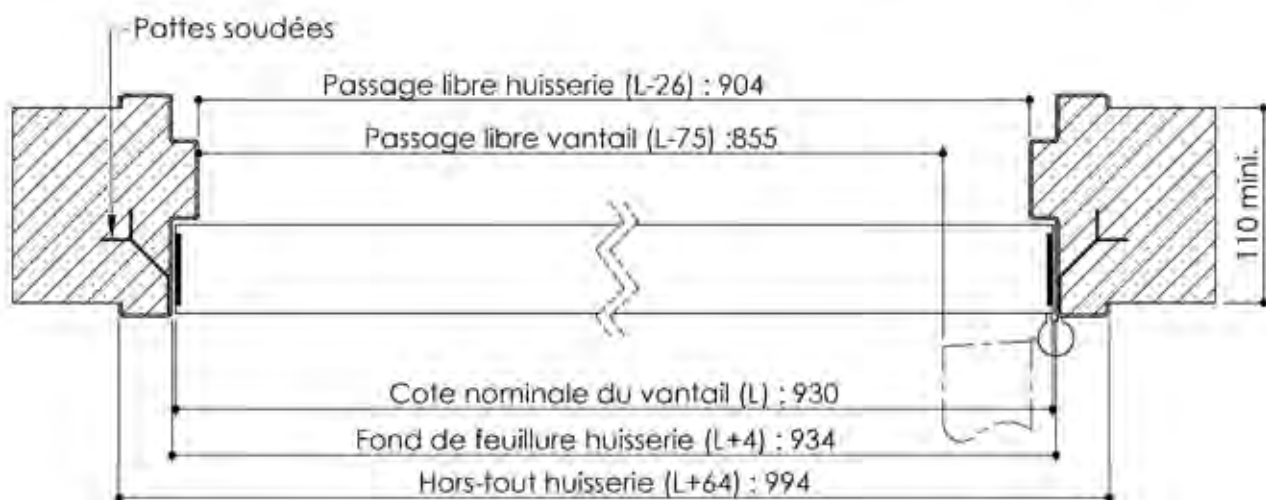 Pattes soudées
Passage libre huisserie (L-26) : 904
Passage libre vantail (L-75) :855
110 mini.
Cote nominale du vantail (L) : 930
Fond de feuillure huisserie (L+4) : 934
Hors-tout huisserie (L+64) : 994